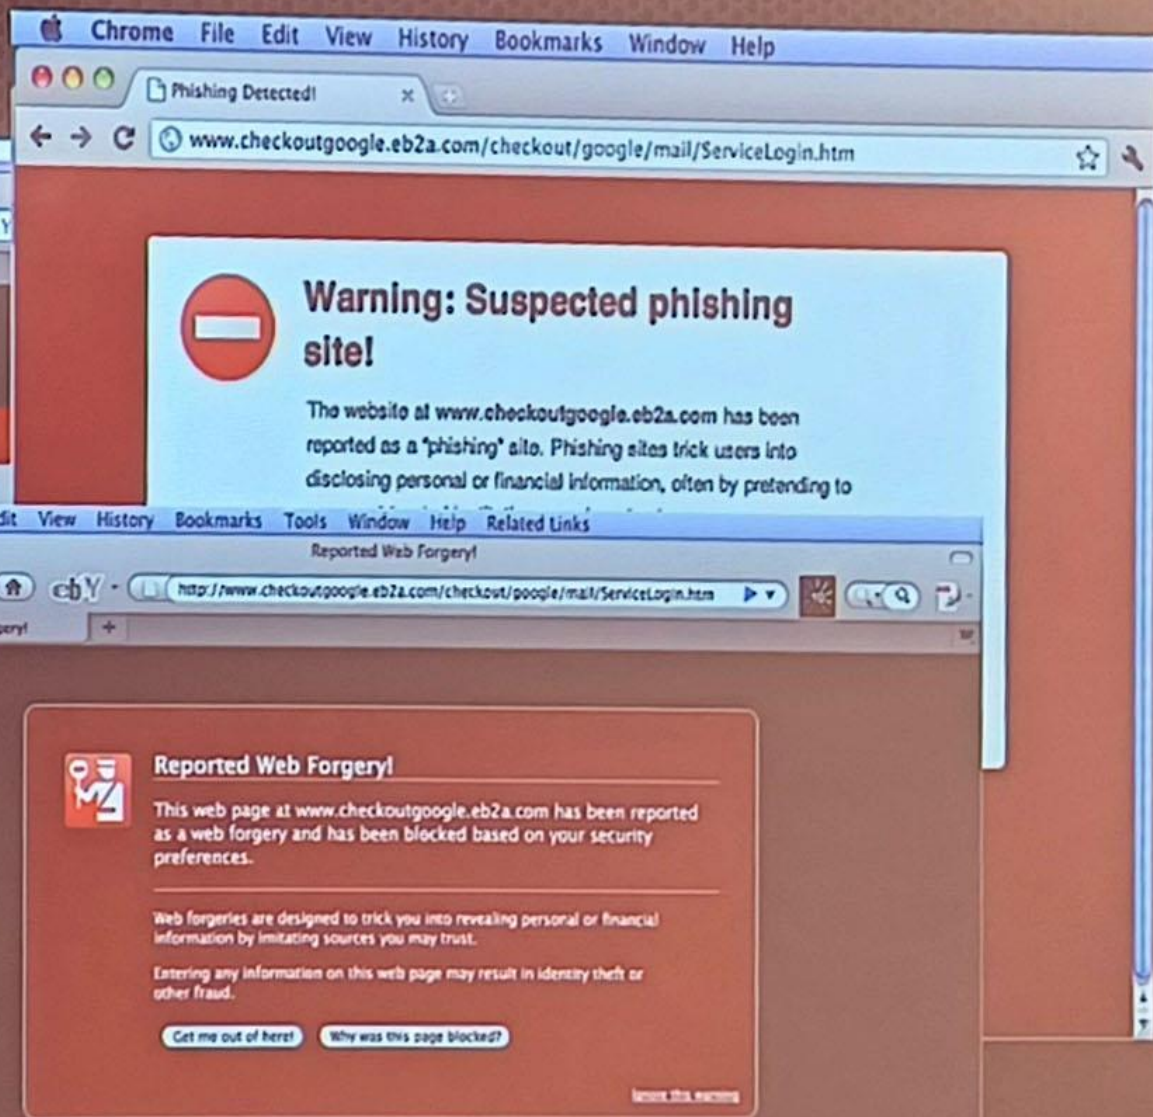 Chrome File Edit View History Bookmarks Window Help
Phishing Detected!
www.checkoutgoogle.eb2a.com/checkout/google/mail/ServiceLogin.htm
Warning: Suspected phishing
site!
The website at www.checkoutgoogle.eb2a.com has been
reported as a "phishing" site. Phishing sites trick users into
disclosing personal or financial information, often by pretending to
dit View History Bookmarks Tools Window Help Related Links
Reported Web Forgery!
ebY
http://www.checkoutgoogle.eb2a.com/checkout/google/mail/ServiceLogin.htm
gery!
Reported Web Forgery!
This web page at www.checkoutgoogle.eb2a.com has been reported
as a web forgery and has been blocked based on your security
preferences.
Web forgeries are designed to trick you into revealing personal or financial
information by imitating sources you may trust.
Entering any information on this web page may result in identity theft or
other fraud.
Get me out of here! Why was this page blocked?
Ignore this warning